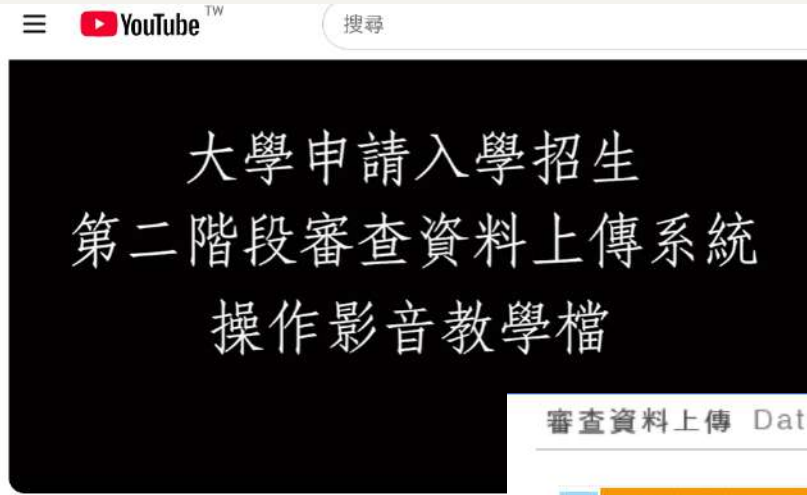 YouTube TW
搜尋
大學申請入學招生
第二階段審查資料上傳系統
操作影音教學檔
審查資料上傳 Dat